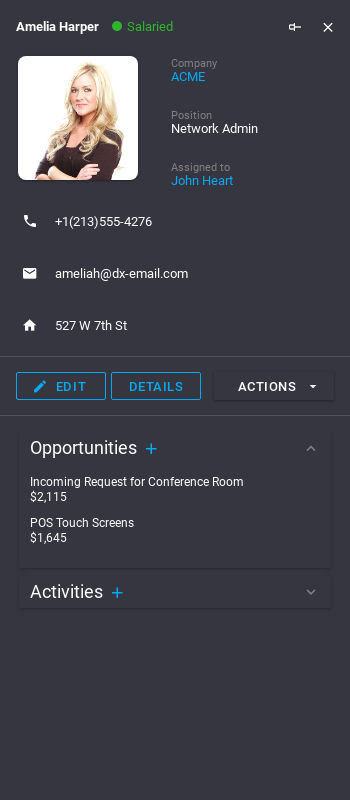 Amelia Harper Salaried
Company
ACME
Position
Network Admin
Assigned to
John Heart
+1(213)555-4276
ameliah@dx-email.com
527 W 7th St
EDIT DETAILS ACTIONS
Opportunities
Incoming Request for Conference Room
$2,115
POS Touch Screens
$1,645
Activities